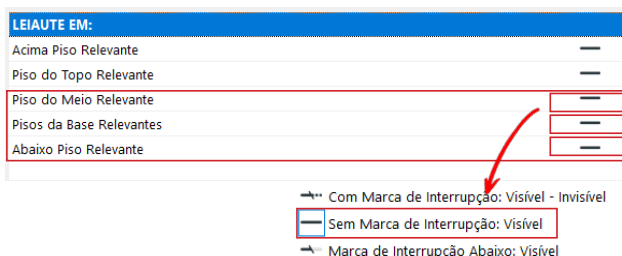 LEIAUTE EM:
Acima Piso Relevante
Piso do Topo Relevante
Piso do Meio Relevante
Pisos da Base Relevantes
Abaixo Piso Relevante
Com Marca de Interrupção: Visível - Invisível
Sem Marca de Interrupção: Visível
Marca de Interrupção Abaixo: Visível